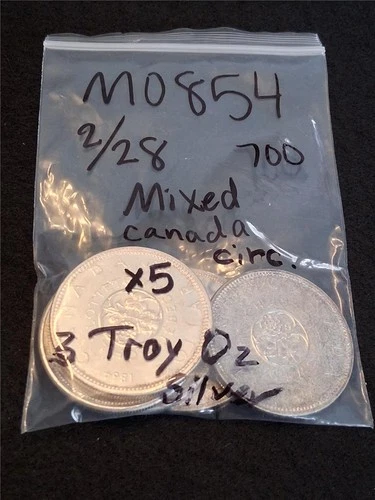 M0854
2/28 700
Mixed
canada
circ.
x5
3 Troy Oz
Silver